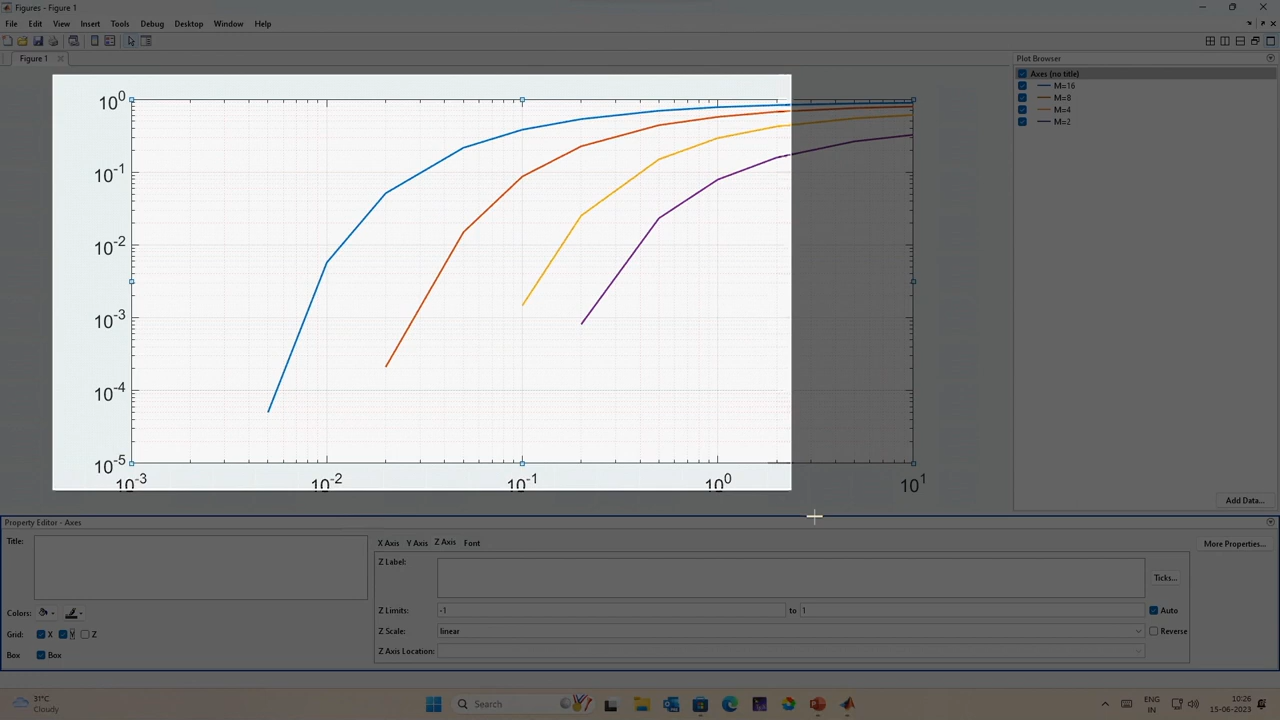 Figures - Figure 1
File Edit View Insert Tools Debug Desktop Window Help
Figure 1
Plot Browser
Axes (no title)
M=16
M=8
M=4
M=2
10^0
10^-1
10^-2
10^-3
10^-4
10^-5
10^-3 10^-2 10^-1 10^0 10^1
Add Data...
Property Editor - Axes
Title:
X Axis Y Axis Z Axis Font
More Properties...
Z Label:
Ticks...
Colors:
Z Limits: -1 to 1 Auto
Grid: X Y Z
Z Scale: linear Reverse
Box: Box
Z Axis Location:
31°C
Cloudy
Search
ENG
IN
10:26
15-06-2023